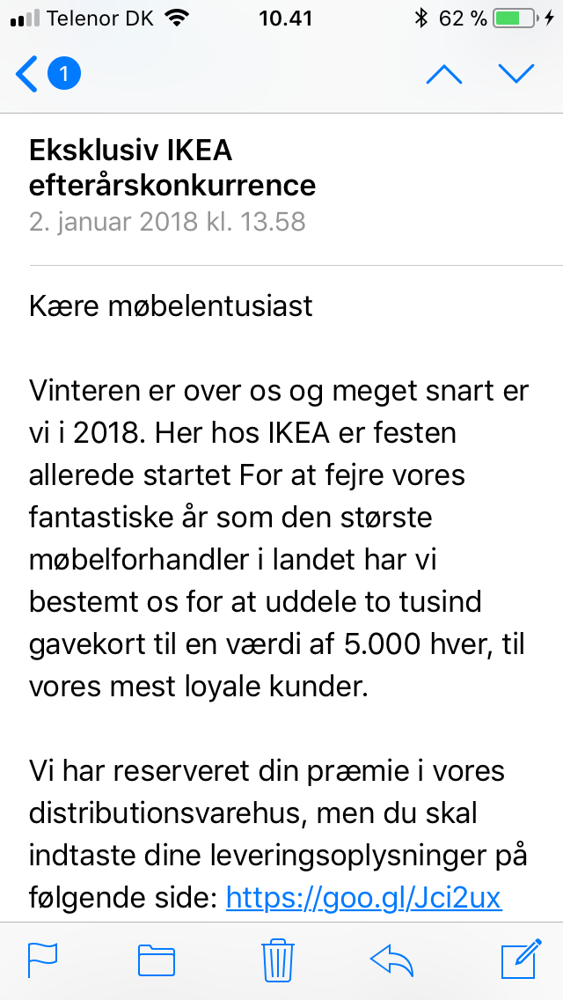 Telenor DK 10.41 62 %
1
Eksklusiv IKEA
efterårskonkurrence
2. januar 2018 kl. 13.58
Kære møbelentusiast
Vinteren er over os og meget snart er
vi i 2018. Her hos IKEA er festen
allerede startet For at fejre vores
fantastiske år som den største
møbelforhandler i landet har vi
bestemt os for at uddele to tusind
gavekort til en værdi af 5.000 hver, til
vores mest loyale kunder.
Vi har reserveret din præmie i vores
distributionsvarehus, men du skal
indtaste dine leveringsoplysninger på
følgende side: https://goo.gl/Jci2ux